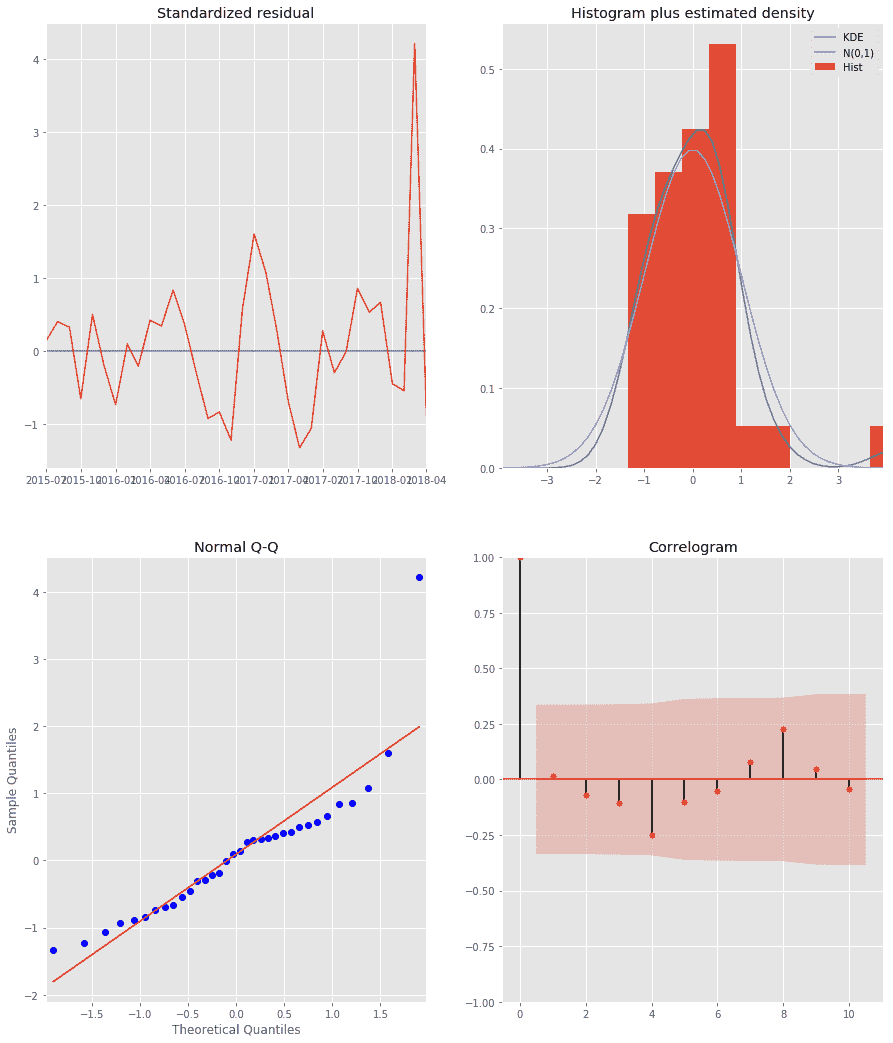 Standardized residual
4
3
2
1
0
−1
2015-07 2015-10 2016-01 2016-04 2016-07 2016-10 2017-01 2017-04 2017-07 2017-10 2018-01 2018-04
Histogram plus estimated density
KDE
N(0,1)
Hist
0.5
0.4
0.3
0.2
0.1
0.0
−3 −2 −1 0 1 2 3
Normal Q-Q
4
3
2
1
0
−1
−2
Sample Quantiles
−1.5 −1.0 −0.5 0.0 0.5 1.0 1.5
Theoretical Quantiles
Correlogram
1.00
0.75
0.50
0.25
0.00
−0.25
−0.50
−0.75
−1.00
0 2 4 6 8 10